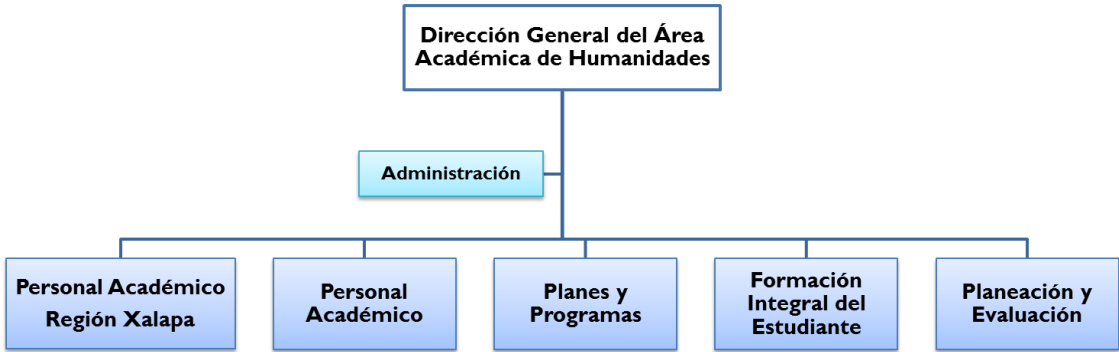 Dirección General del Área
Académica de Humanidades
Administración
Personal Académico
Región Xalapa
Personal
Académico
Planes y
Programas
Formación
Integral del
Estudiante
Planeación y
Evaluación